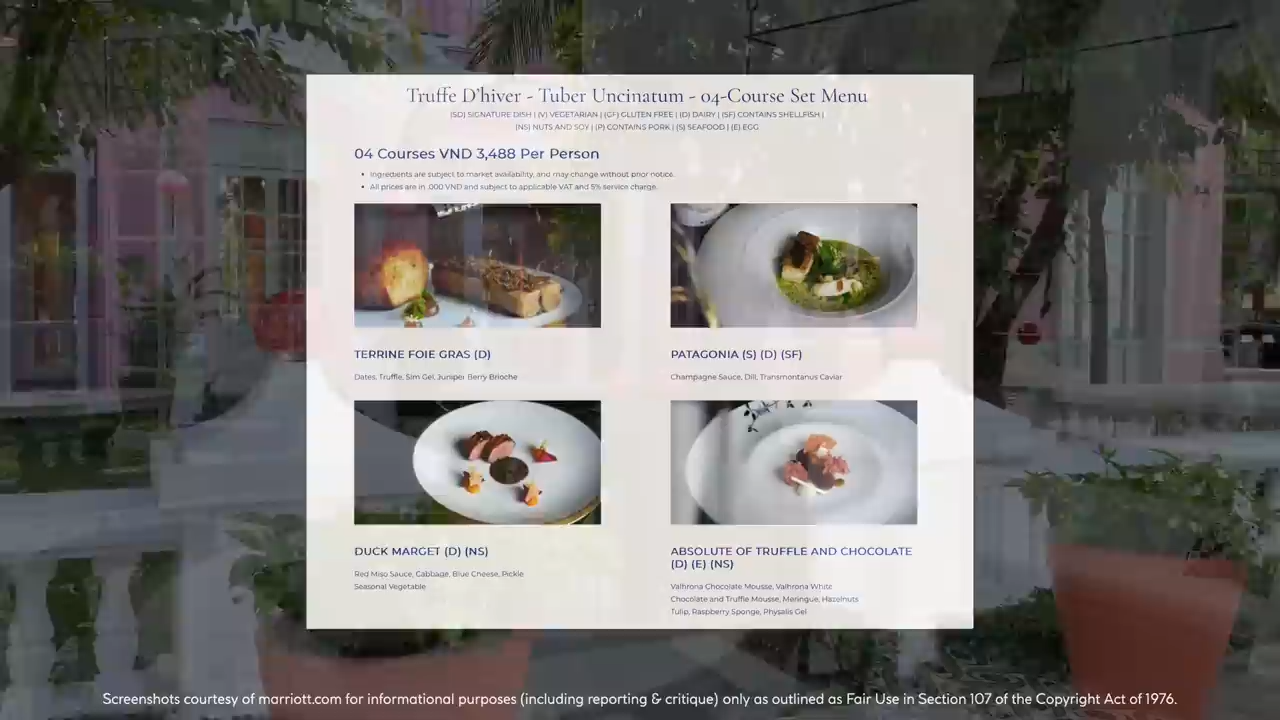 Truffe D'hiver - Tuber Uncinatum - 04-Course Set Menu
(SD) SIGNATURE DISH | (V) VEGETARIAN | (GF) GLUTEN FREE | (D) DAIRY | (SF) CONTAINS SHELLFISH |
(NS) NUTS AND SOY | (P) CONTAINS PORK | (S) SEAFOOD | (E) EGG
04 Courses VND 3,488 Per Person
• Ingredients are subject to market availability, and may change without prior notice.
• All prices are in .000 VND and subject to applicable VAT and 5% service charge.
TERRINE FOIE GRAS (D)
Dates, Truffle, Sim Gel, Juniper Berry Brioche
PATAGONIA (S) (D) (SF)
Champagne Sauce, Dill, Transmontanus Caviar
DUCK MARGET (D) (NS)
Red Miso Sauce, Cabbage, Blue Cheese, Pickle
Seasonal Vegetable
ABSOLUTE OF TRUFFLE AND CHOCOLATE
(D) (E) (NS)
Valhrona Chocolate Mousse, Valhrona White
Chocolate and Truffle Mousse, Meringue, Hazelnuts
Tulip, Raspberry Sponge, Physalis Gel
Screenshots courtesy of marriott.com for informational purposes (including reporting & critique) only as outlined as Fair Use in Section 107 of the Copyright Act of 1976.